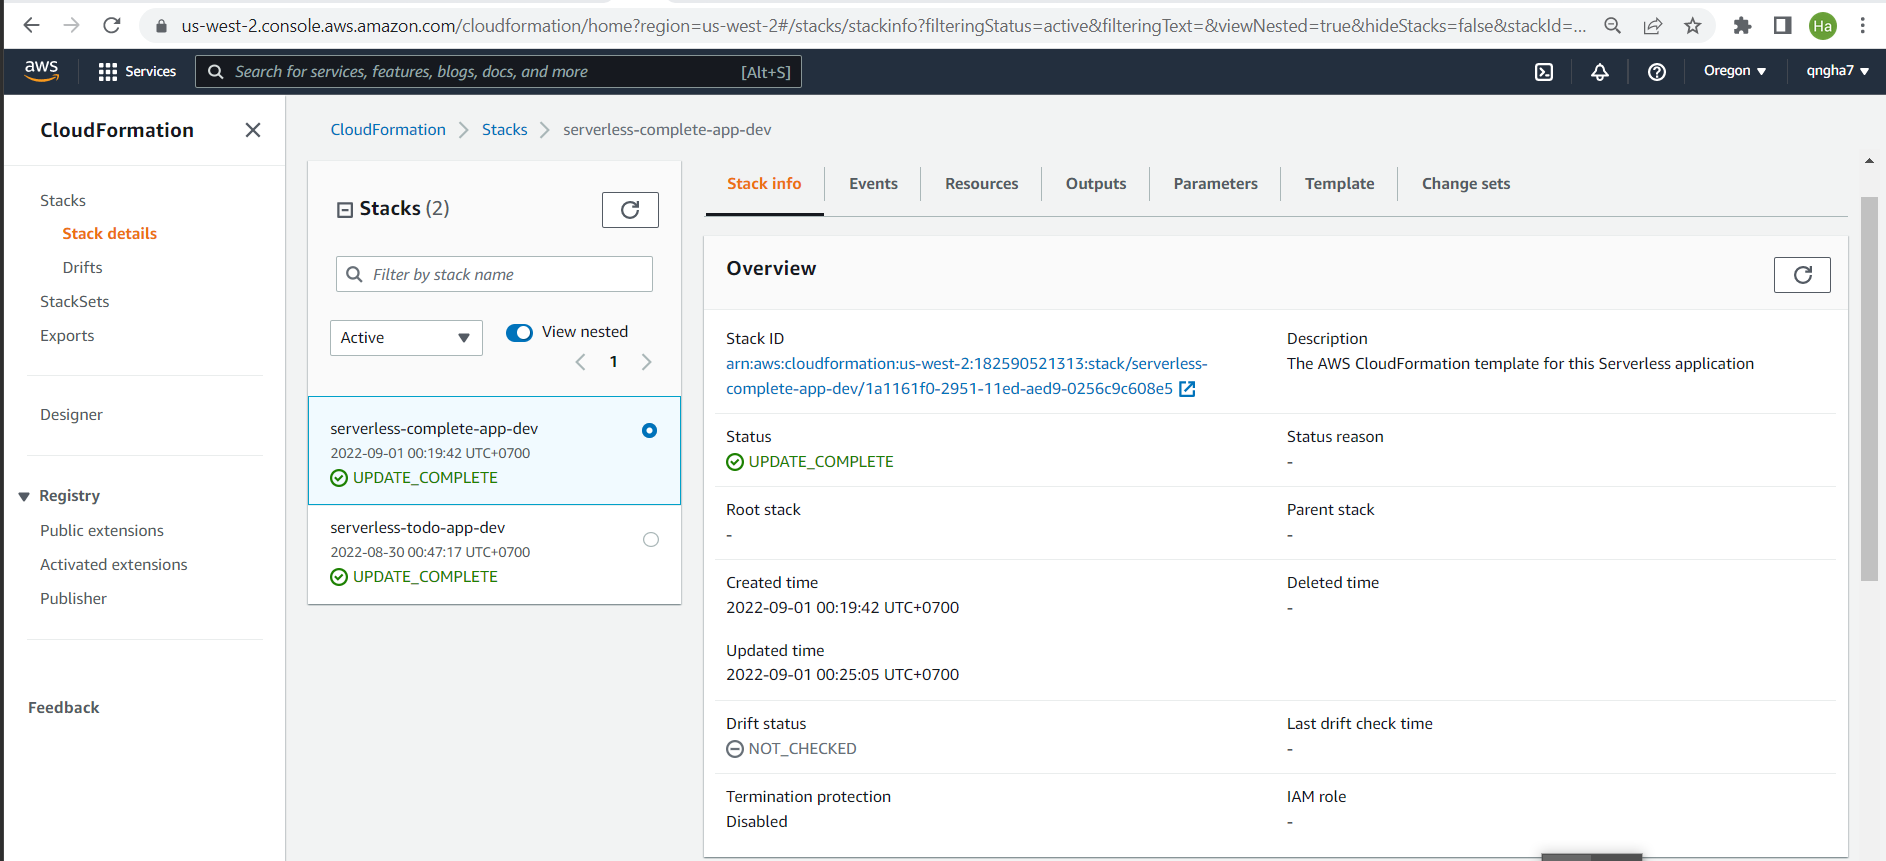 us-west-2.console.aws.amazon.com/cloudformation/home?region=us-west-2#/stacks/stackinfo?filteringStatus=active&filteringText=&viewNested=true&hideStacks=false&stackId=...
Ha
aws
Services
Search for services, features, blogs, docs, and more
[Alt+S]
Oregon
qngha7
CloudFormation
Stacks
Stack details
Drifts
StackSets
Exports
Designer
Registry
Public extensions
Activated extensions
Publisher
Feedback
CloudFormation
Stacks
serverless-complete-app-dev
Stacks (2)
Filter by stack name
Active
View nested
1
serverless-complete-app-dev
2022-09-01 00:19:42 UTC+0700
UPDATE_COMPLETE
serverless-todo-app-dev
2022-08-30 00:47:17 UTC+0700
UPDATE_COMPLETE
Stack info
Events
Resources
Outputs
Parameters
Template
Change sets
Overview
Stack ID
arn:aws:cloudformation:us-west-2:182590521313:stack/serverless-
complete-app-dev/1a1161f0-2951-11ed-aed9-0256c9c608e5
Description
The AWS CloudFormation template for this Serverless application
Status
UPDATE_COMPLETE
Status reason
-
Root stack
-
Parent stack
-
Created time
2022-09-01 00:19:42 UTC+0700
Deleted time
-
Updated time
2022-09-01 00:25:05 UTC+0700
Drift status
NOT_CHECKED
Last drift check time
-
Termination protection
Disabled
IAM role
-